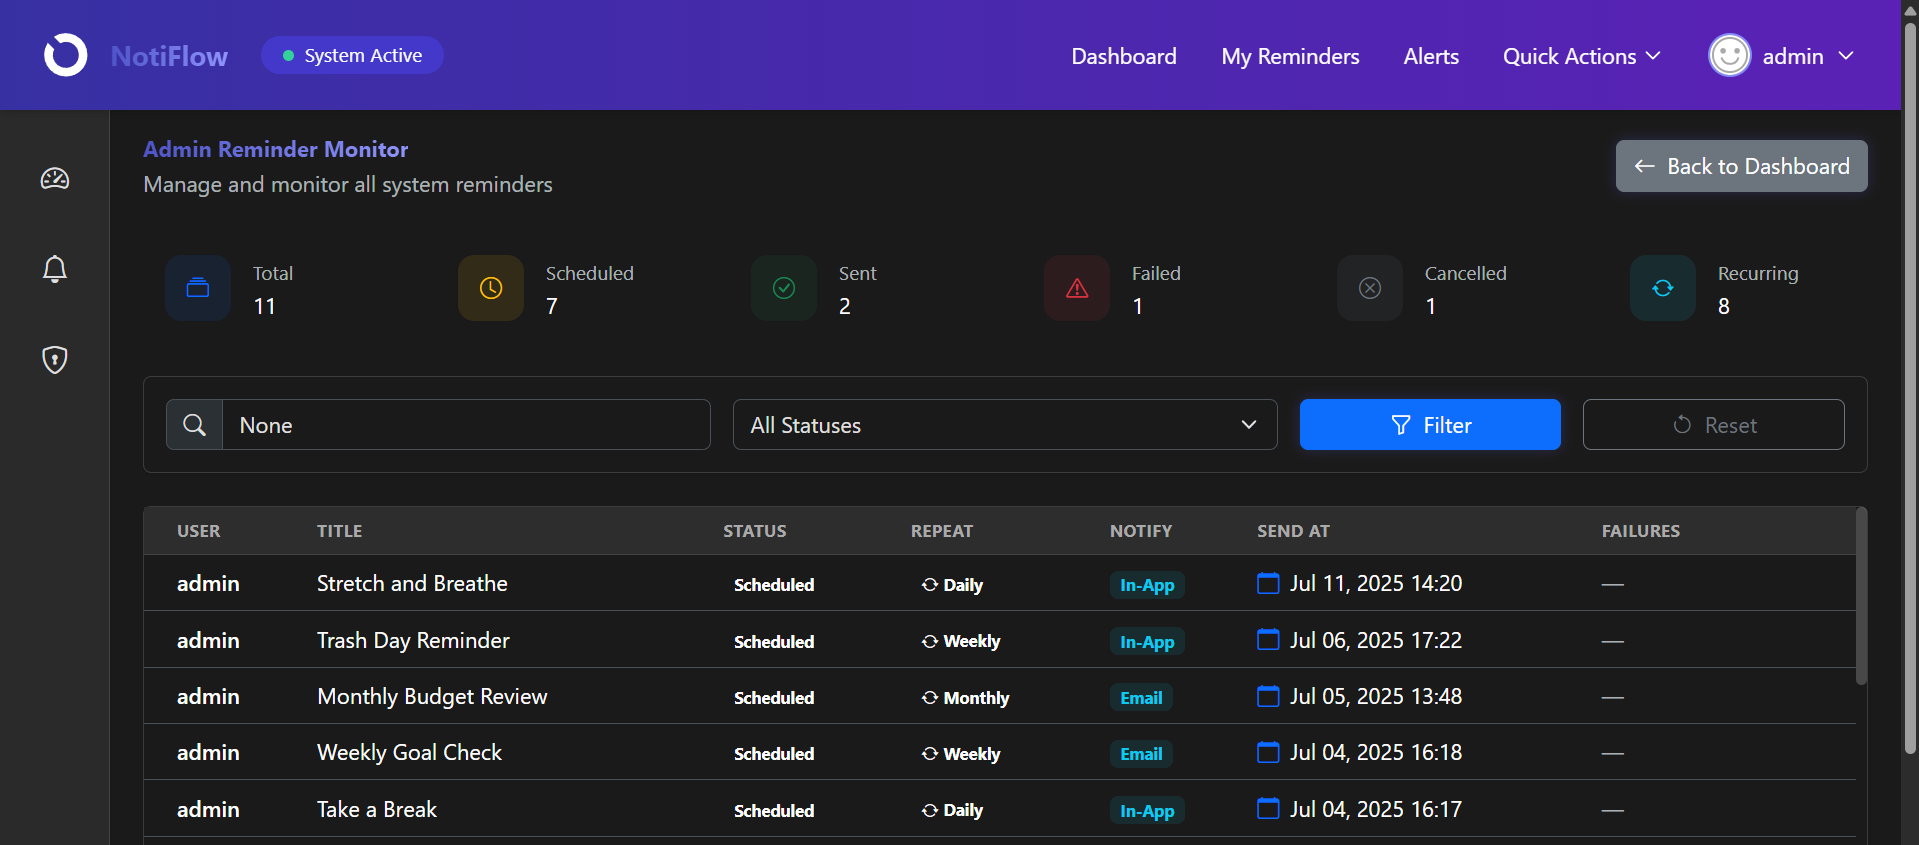 NotiFlow
System Active
Dashboard
My Reminders
Alerts
Quick Actions
admin
Admin Reminder Monitor
Manage and monitor all system reminders
Back to Dashboard
Total
11
Scheduled
7
Sent
2
Failed
1
Cancelled
1
Recurring
8
None
All Statuses
Filter
Reset
USER TITLE STATUS REPEAT NOTIFY SEND AT FAILURES
admin Stretch and Breathe Scheduled Daily In-App Jul 11, 2025 14:20 —
admin Trash Day Reminder Scheduled Weekly In-App Jul 06, 2025 17:22 —
admin Monthly Budget Review Scheduled Monthly Email Jul 05, 2025 13:48 —
admin Weekly Goal Check Scheduled Weekly Email Jul 04, 2025 16:18 —
admin Take a Break Scheduled Daily In-App Jul 04, 2025 16:17 —